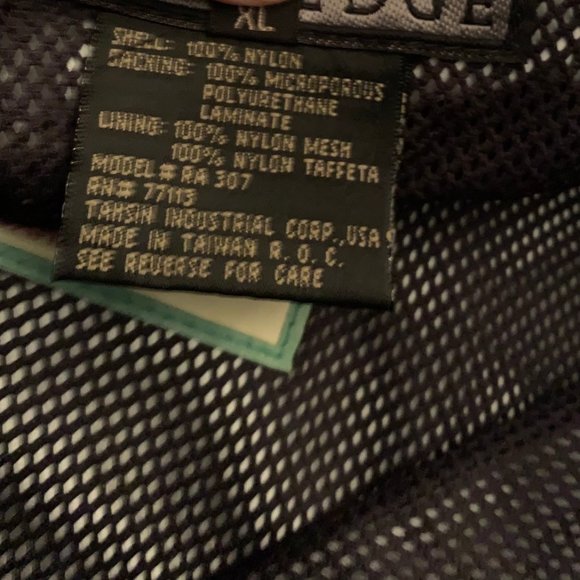 XL
EDGE
SHELL: 100% NYLON
BACKING: 100% MICROPOROUS
POLYURETHANE
LAMINATE
LINING: 100% NYLON MESH
100% NYLON TAFFETA
MODEL# RA 307
RN# 77113
TAHSIN INDUSTRIAL CORP., USA
MADE IN TAIWAN R. O. C.
SEE REVERSE FOR CARE